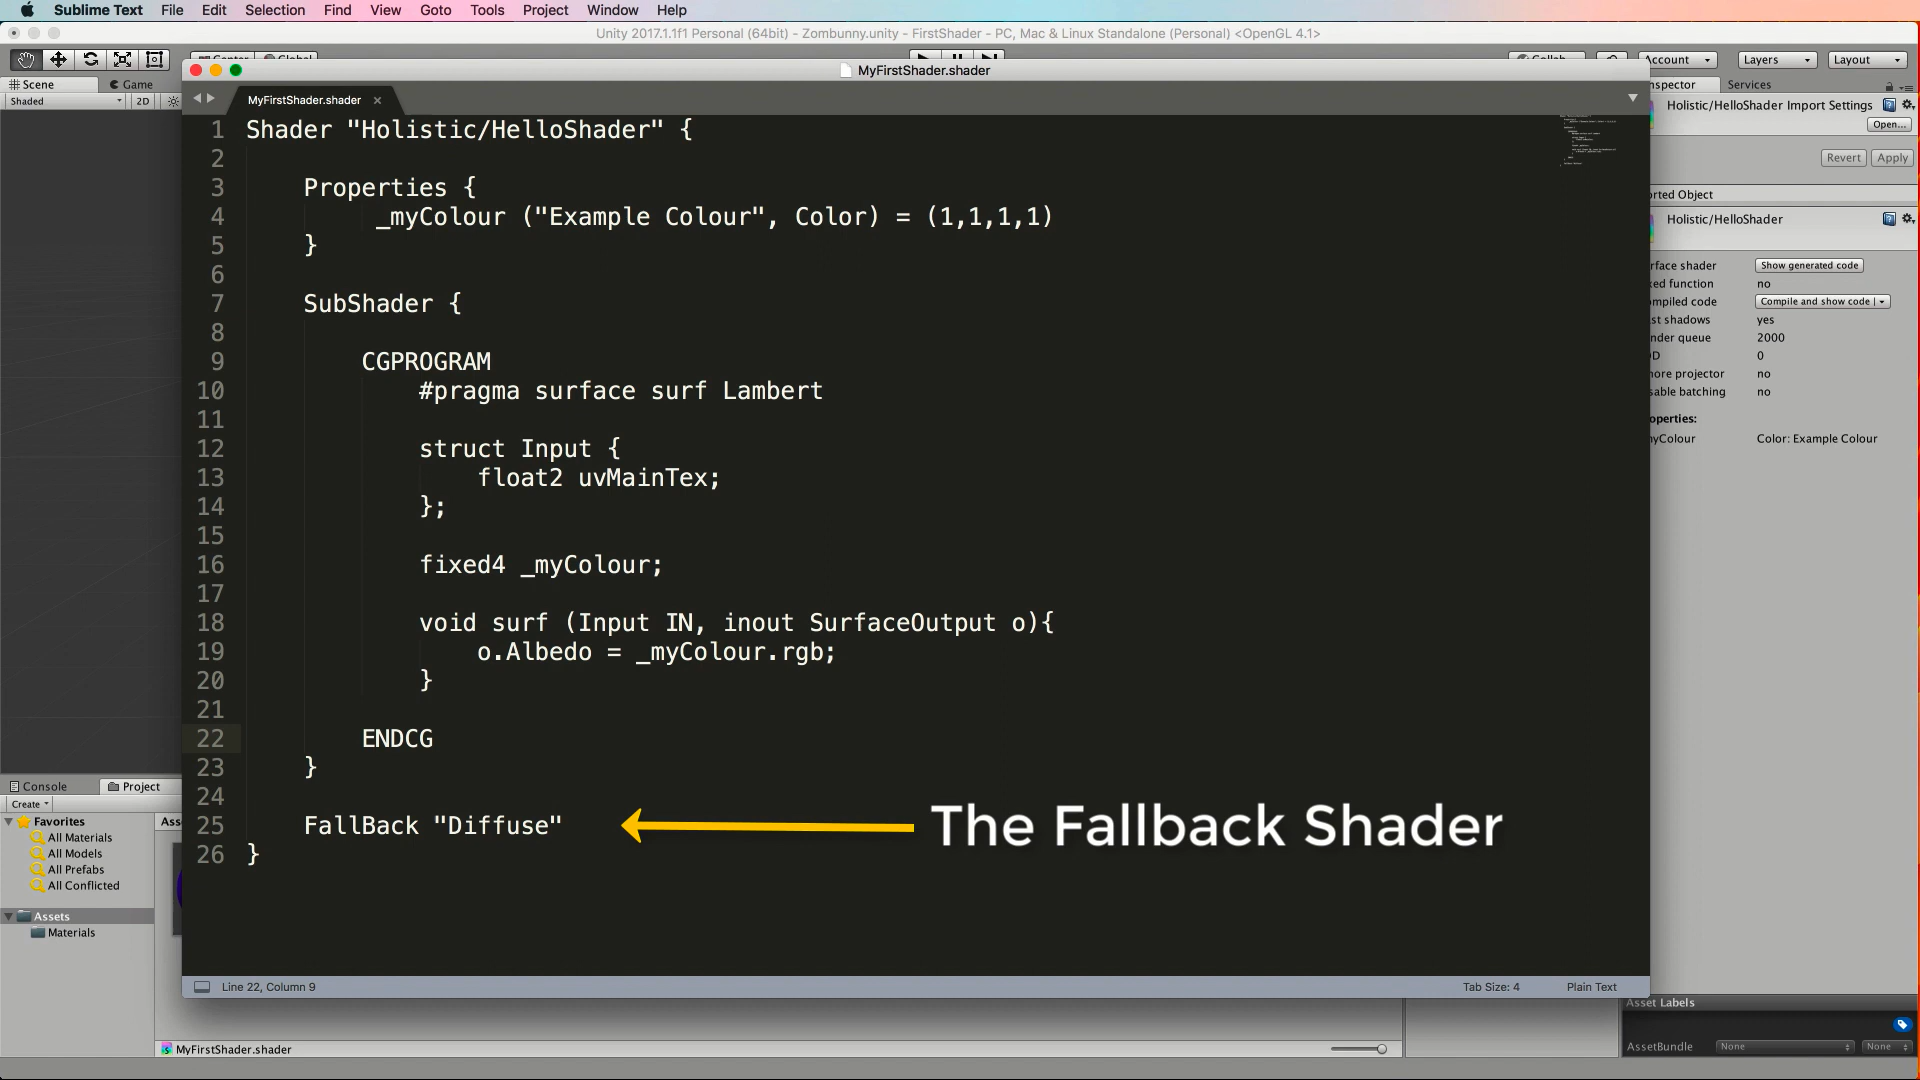 Sublime Text File Edit Selection Find View Goto Tools Project Window Help
Unity 2017.1.1f1 Personal (64bit) - Zombunny.unity - FirstShader - PC, Mac & Linux Standalone (Personal) <OpenGL 4.1>
Account Layers Layout
MyFirstShader.shader
Scene Game
Services
Shaded 2D
MyFirstShader.shader
Holistic/HelloShader Import Settings
Open...
Revert Apply
1 Shader "Holistic/HelloShader" {
2
3 Properties {
4 _myColour ("Example Colour", Color) = (1,1,1,1)
5 }
6
7 SubShader {
8
9 CGPROGRAM
10 #pragma surface surf Lambert
11
12 struct Input {
13 float2 uvMainTex;
14 };
15
16 fixed4 _myColour;
17
18 void surf (Input IN, inout SurfaceOutput o){
19 o.Albedo = _myColour.rgb;
20 }
21
22 ENDCG
23 }
24
25 FallBack "Diffuse"
26 }
The Fallback Shader
Holistic/HelloShader
Show generated code
function no
code Compile and show code
shadows yes
queue 2000
0
projector no
batching no
Color: Example Colour
Console Project
Create
Favorites
All Materials
All Models
All Prefabs
All Conflicted
Assets
Materials
Line 22, Column 9 Tab Size: 4 Plain Text
Asset Labels
MyFirstShader.shader
AssetBundle None None